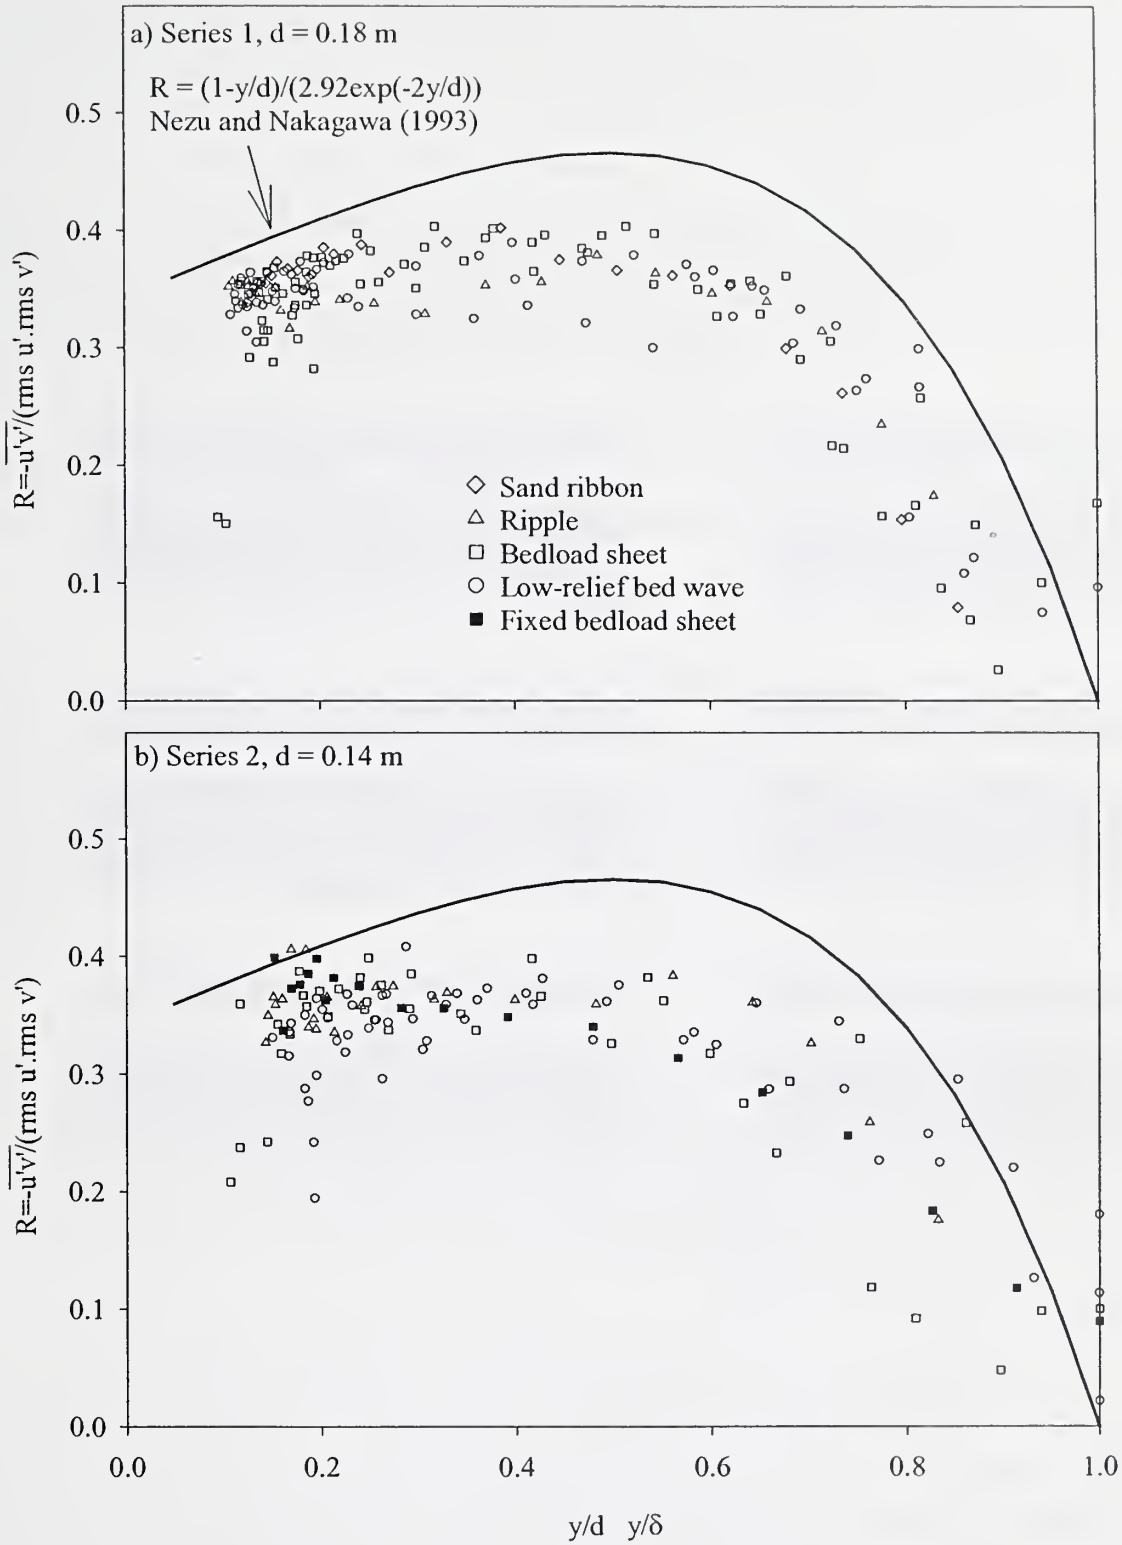 a) Series 1, d = 0.18 m
R = (1-y/d)/(2.92exp(-2y/d))
Nezu and Nakagawa (1993)
0.5
0.4
0.3
0.2
0.1
0.0
R=-u'v'/(rms u'.rms v')
Sand ribbon
Ripple
Bedload sheet
Low-relief bed wave
Fixed bedload sheet
b) Series 2, d = 0.14 m
0.5
0.4
0.3
0.2
0.1
0.0
R=-u'v'/(rms u'.rms v')
0.0 0.2 0.4 0.6 0.8 1.0
y/d y/δ